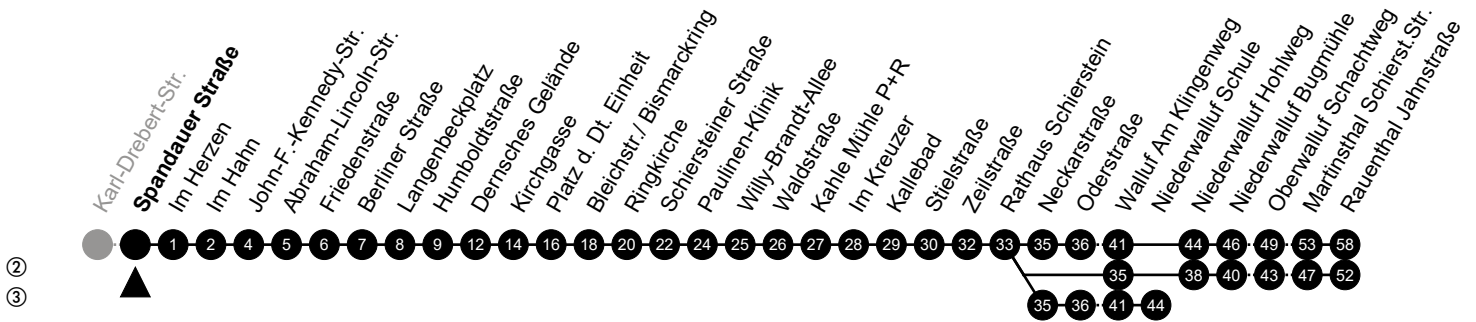 Karl-Drebert-Str.
Spandauer Straße
Im Herzen
Im Hahn
John-F.-Kennedy-Str.
Abraham-Lincoln-Str.
Friedenstraße
Berliner Straße
Langenbeckplatz
Humboldtstraße
Dernsches Gelände
Kirchgasse
Platz d. Dt. Einheit
Bleichstr./ Bismarckring
Ringkirche
Schiersteiner Straße
Paulinen-Klinik
Willy-Brandt-Allee
Waldstraße
Kahle Mühle P+R
Im Kreuzer
Kallebad
Stielstraße
Zeilstraße
Rathaus Schierstein
Neckarstraße
Oderstraße
Walluf Am Klingenweg
Niederwalluf Schule
Niederwalluf Hohlweg
Niederwalluf Bugmühle
Oberwalluf Schachtweg
Martinsthal Schierst.Str.
Rauenthal Jahnstraße
1 2 4 5 6 7 8 9 12 14 16 18 20 22 24 25 26 27 28 29 30 32 33 35 36 41 44 46 49 53 58
② 35 38 40 43 47 52
③ 35 36 41 44